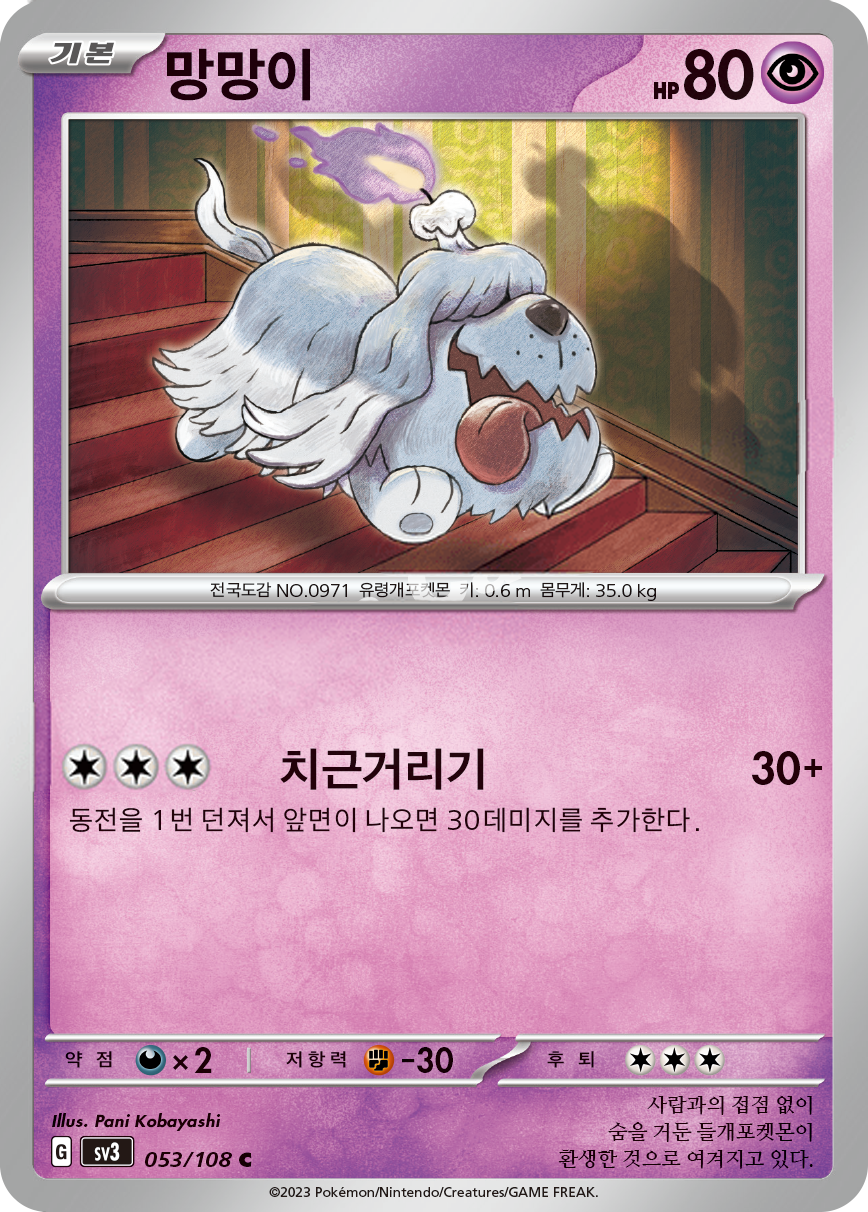 기본 망망이 HP 80
전국도감 NO.0971 유령개포켓몬 키: 0.6 m 몸무게: 35.0 kg
치근거리기 30+
동전을 1번 던져서 앞면이 나오면 30데미지를 추가한다.
약점 ×2 저항력 -30 후퇴
Illus. Pani Kobayashi
사람과의 접점 없이
숨을 거둔 들개포켓몬이
환생한 것으로 여겨지고 있다.
G sv3 053/108 C
©2023 Pokémon/Nintendo/Creatures/GAME FREAK.